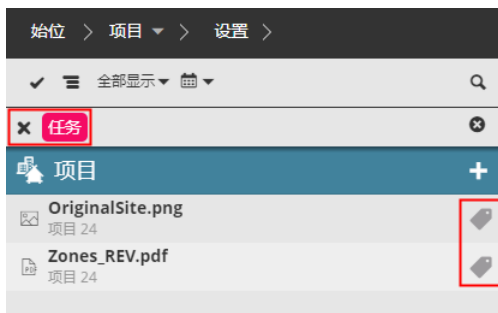 始位 > 项目 > 设置 >
全部显示
任务
项目
OriginalSite.png
项目 24
Zones_REV.pdf
项目 24